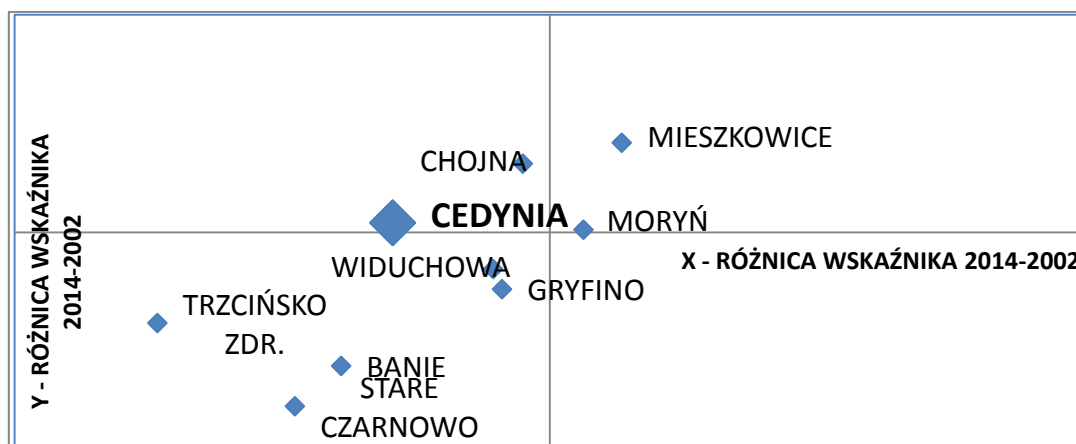 MIESZKOWICE
CHOJNA
CEDYNIA
MORYŃ
WIDUCHOWA
X - RÓŻNICA WSKAŹNIKA 2014-2002
GRYFINO
TRZCIŃSKO
ZDR.
BANIE
STARE
CZARNOWO
Y - RÓŻNICA WSKAŹNIKA
2014-2002